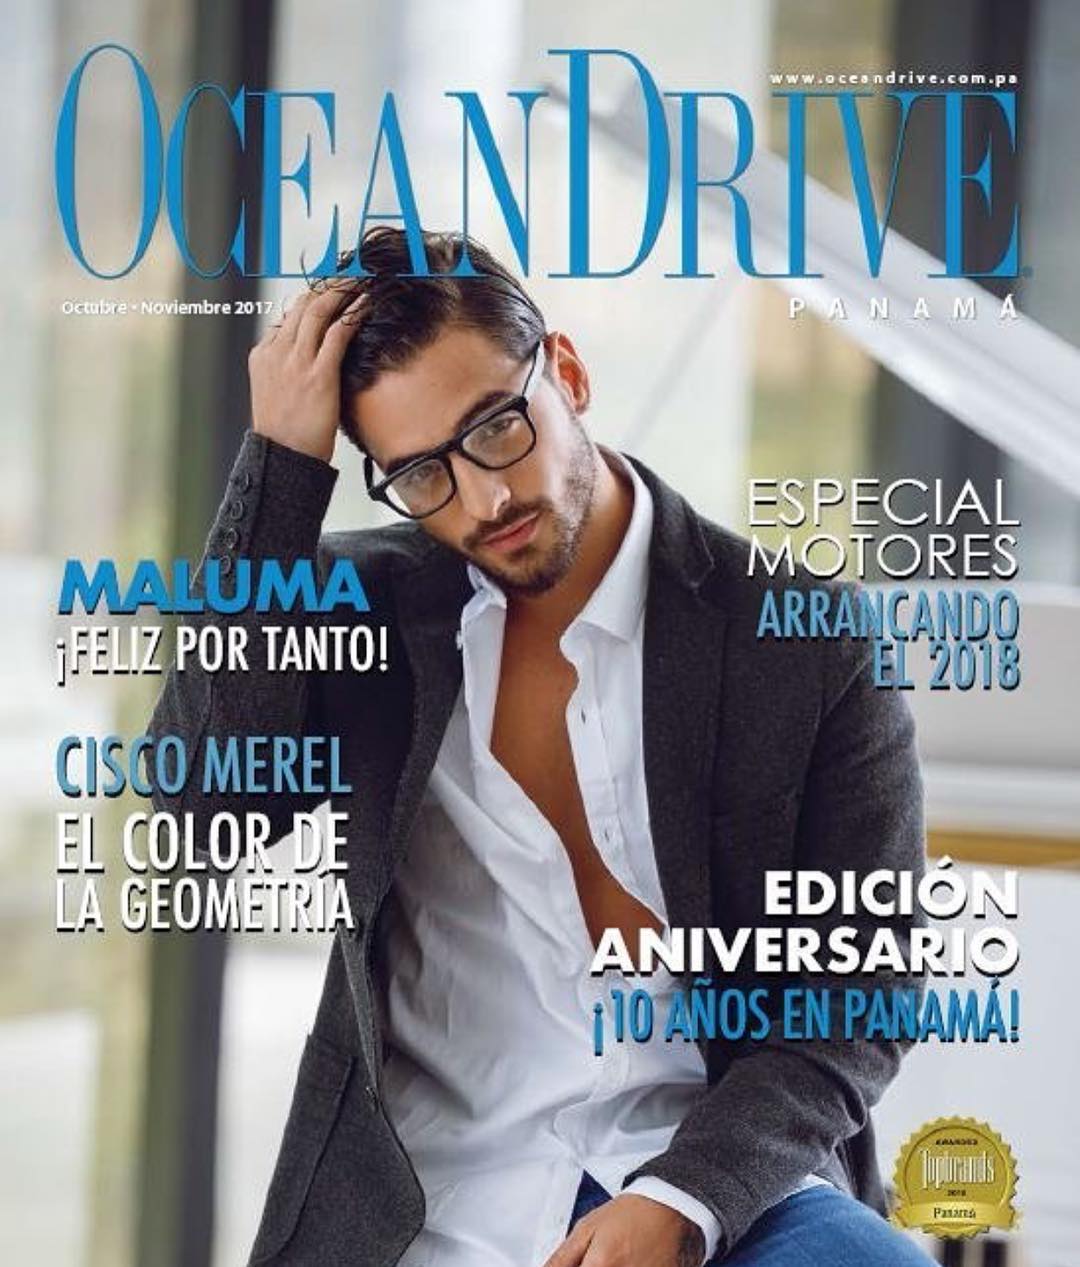 www.oceandrive.com.pa
OCEANDRIVE®
Octubre • Noviembre 2017
PANAMÁ
ESPECIAL
MOTORES
ARRANCANDO
EL 2018
MALUMA
¡FELIZ POR TANTO!
CISCO MEREL
EL COLOR DE
LA GEOMETRÍA
EDICIÓN
ANIVERSARIO
¡10 AÑOS EN PANAMÁ!
AWARDED
Topbrands
Panamá